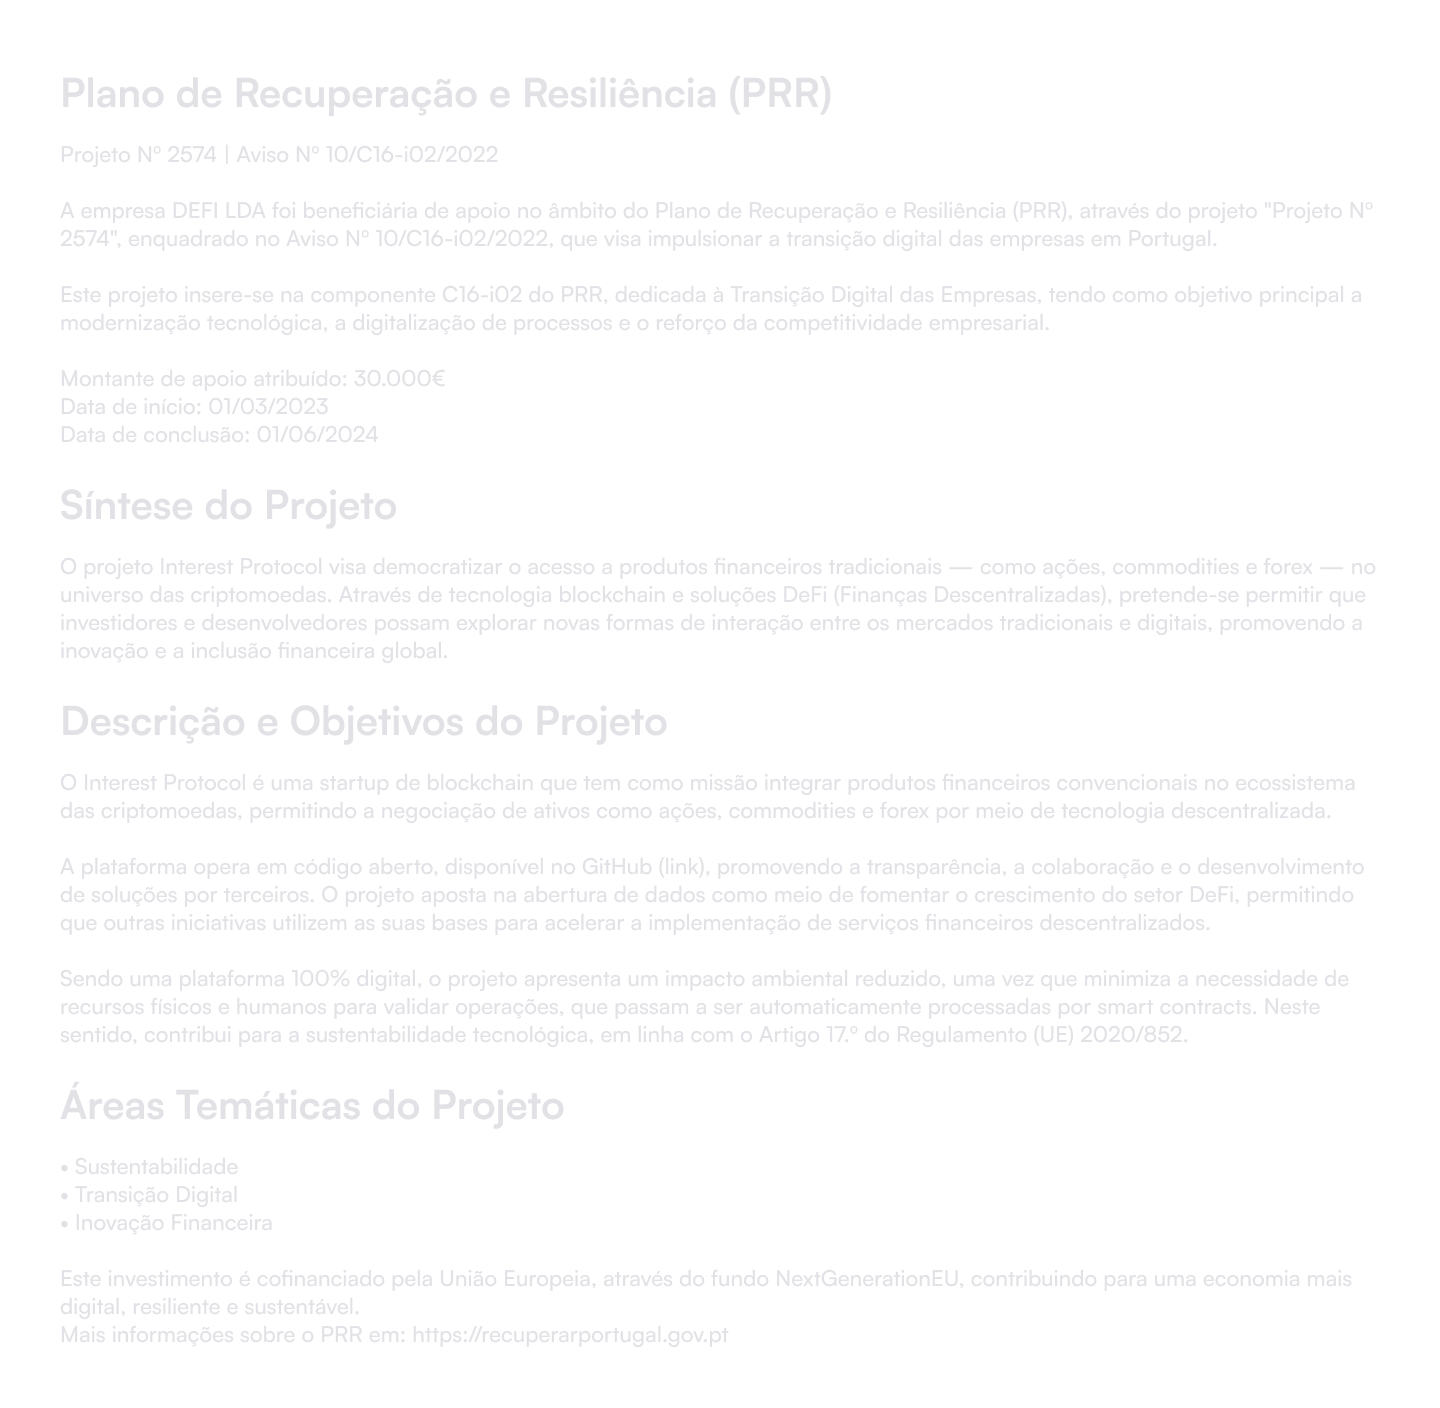 Plano de Recuperação e Resiliência (PRR)
Projeto Nº 2574 | Aviso Nº 10/C16-i02/2022
A empresa DEFI LDA foi beneficiária de apoio no âmbito do Plano de Recuperação e Resiliência (PRR), através do projeto "Projeto Nº
2574", enquadrado no Aviso Nº 10/C16-i02/2022, que visa impulsionar a transição digital das empresas em Portugal.
Este projeto insere-se na componente C16-i02 do PRR, dedicada à Transição Digital das Empresas, tendo como objetivo principal a
modernização tecnológica, a digitalização de processos e o reforço da competitividade empresarial.
Montante de apoio atribuído: 30.000€
Data de início: 01/03/2023
Data de conclusão: 01/06/2024
Síntese do Projeto
O projeto Interest Protocol visa democratizar o acesso a produtos financeiros tradicionais — como ações, commodities e forex — no
universo das criptomoedas. Através de tecnologia blockchain e soluções DeFi (Finanças Descentralizadas), pretende-se permitir que
investidores e desenvolvedores possam explorar novas formas de interação entre os mercados tradicionais e digitais, promovendo a
inovação e a inclusão financeira global.
Descrição e Objetivos do Projeto
O Interest Protocol é uma startup de blockchain que tem como missão integrar produtos financeiros convencionais no ecossistema
das criptomoedas, permitindo a negociação de ativos como ações, commodities e forex por meio de tecnologia descentralizada.
A plataforma opera em código aberto, disponível no GitHub (link), promovendo a transparência, a colaboração e o desenvolvimento
de soluções por terceiros. O projeto aposta na abertura de dados como meio de fomentar o crescimento do setor DeFi, permitindo
que outras iniciativas utilizem as suas bases para acelerar a implementação de serviços financeiros descentralizados.
Sendo uma plataforma 100% digital, o projeto apresenta um impacto ambiental reduzido, uma vez que minimiza a necessidade de
recursos físicos e humanos para validar operações, que passam a ser automaticamente processadas por smart contracts. Neste
sentido, contribui para a sustentabilidade tecnológica, em linha com o Artigo 17.º do Regulamento (UE) 2020/852.
Áreas Temáticas do Projeto
• Sustentabilidade
• Transição Digital
• Inovação Financeira
Este investimento é cofinanciado pela União Europeia, através do fundo NextGenerationEU, contribuindo para uma economia mais
digital, resiliente e sustentável.
Mais informações sobre o PRR em: https://recuperarportugal.gov.pt